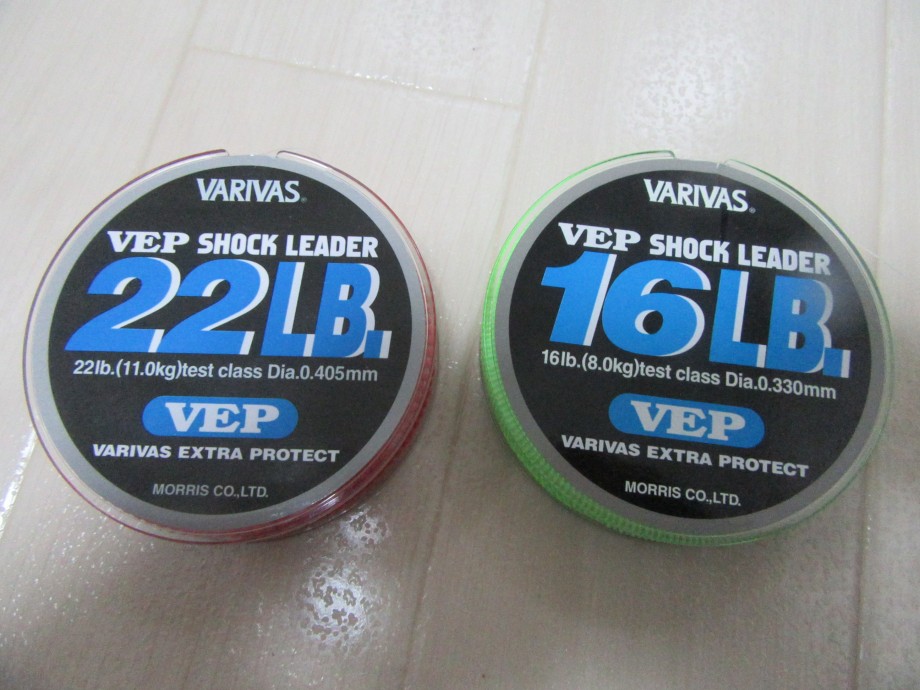 VARIVAS®
VEP SHOCK LEADER
22LB.
22lb.(11.0kg)test class Dia.0.405mm
VEP
VARIVAS EXTRA PROTECT
MORRIS CO.,LTD.
VARIVAS®
VEP SHOCK LEADER
16LB.
16lb.(8.0kg)test class Dia.0.330mm
VEP
VARIVAS EXTRA PROTECT
MORRIS CO.,LTD.